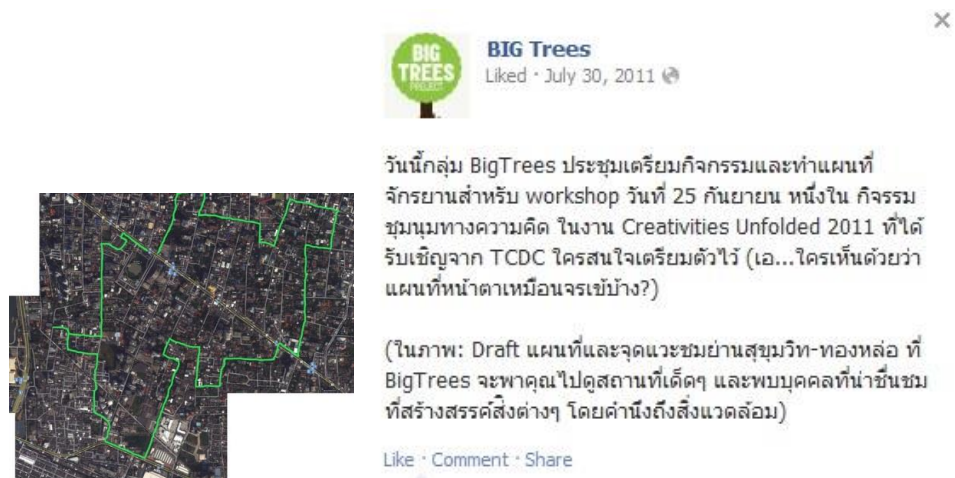 BIG
TREES
PROJECT
BIG Trees
Liked · July 30, 2011
วันนี้กลุ่ม BigTrees ประชุมเตรียมกิจกรรมและทำแผนที่
จักรยานสำหรับ workshop วันที่ 25 กันยายน หนึ่งใน กิจรรม
ชุมนุมทางความคิด ในงาน Creativities Unfolded 2011 ที่ได้
รับเชิญจาก TCDC ใครสนใจเตรียมตัวไว้ (เอ...ใครเห็นด้วยว่า
แผนที่หน้าตาเหมือนจรเข้บ้าง?)
(ในภาพ: Draft แผนที่และจุดแวะชมย่านสุขุมวิท-ทองหล่อ ที่
BigTrees จะพาคุณไปดูสถานที่เด็ดๆ และพบบุคคลที่น่าชื่นชม
ที่สร้างสรรค์สิ่งต่างๆ โดยคำนึงถึงสิ่งแวดล้อม)
Like · Comment · Share